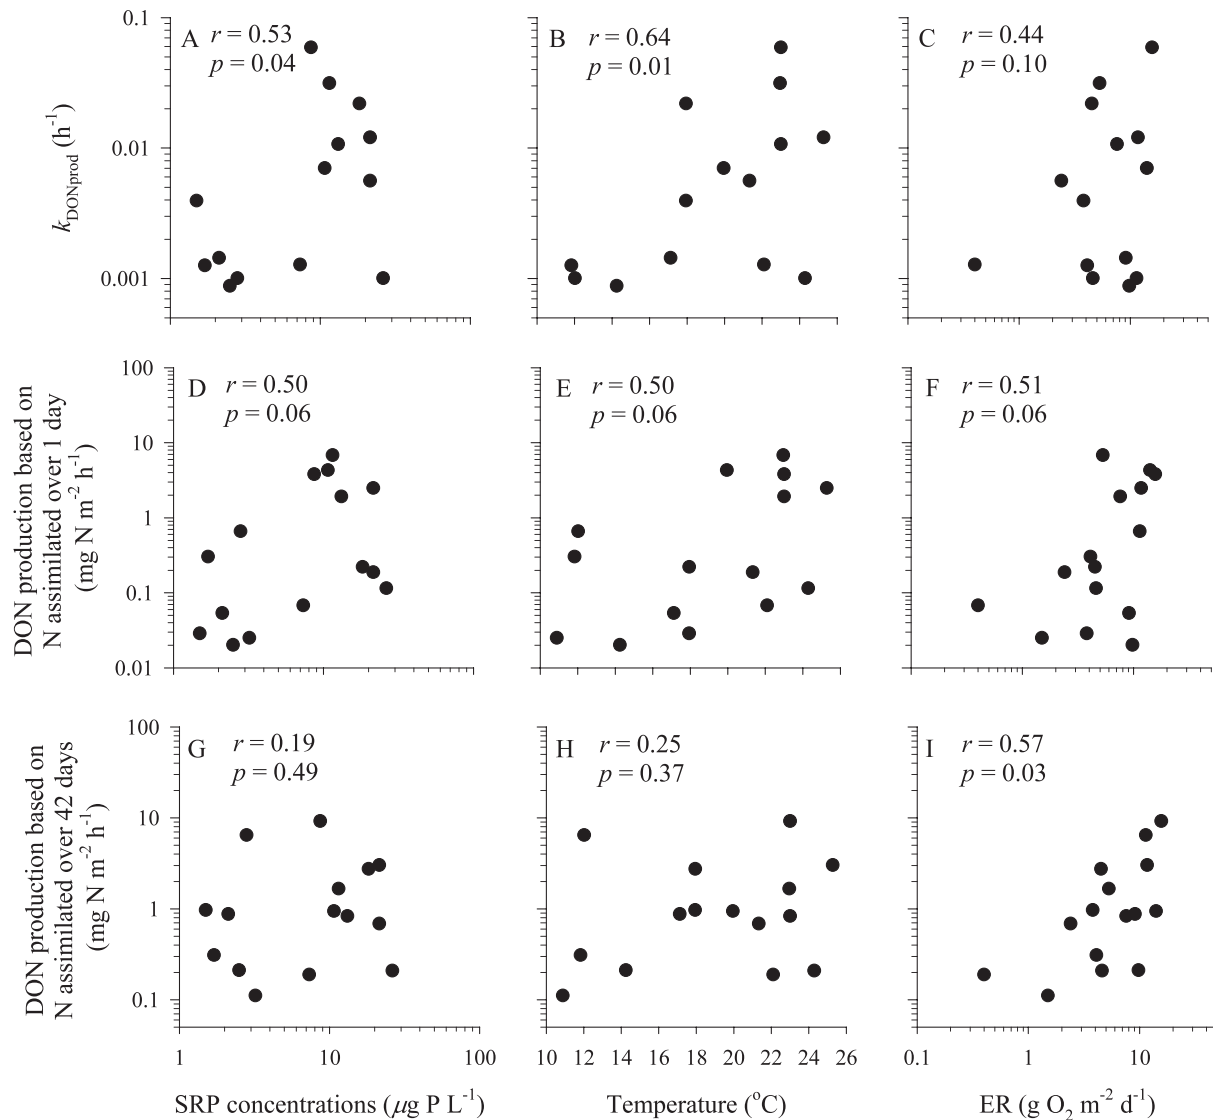 A r = 0.53
p = 0.04
B r = 0.64
p = 0.01
C r = 0.44
p = 0.10
0.1
0.01
0.001
k_DONprod (h⁻¹)
D r = 0.50
p = 0.06
E r = 0.50
p = 0.06
F r = 0.51
p = 0.06
100
10
1
0.1
0.01
DON production based on
N assimilated over 1 day
(mg N m⁻² h⁻¹)
G r = 0.19
p = 0.49
H r = 0.25
p = 0.37
I r = 0.57
p = 0.03
100
10
1
0.1
DON production based on
N assimilated over 42 days
(mg N m⁻² h⁻¹)
1 10 100
10 12 14 16 18 20 22 24 26
0.1 1 10
SRP concentrations (μg P L⁻¹)
Temperature (°C)
ER (g O₂ m⁻² d⁻¹)